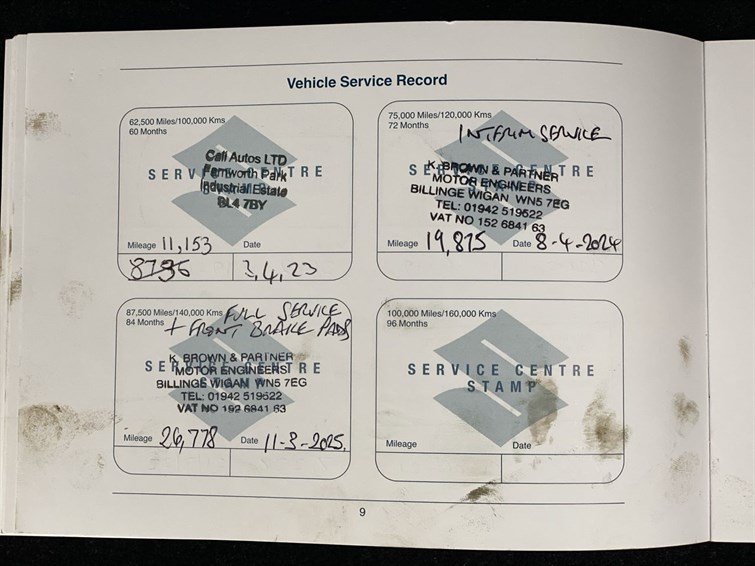 Vehicle Service Record
62,500 Miles/100,000 Kms
60 Months
SERVICE CENTRE
Cali Autos LTD
Farnworth Park
Industrial Estate
BL4 7BY
Mileage 11,153 Date
8795 3,4,23
75,000 Miles/120,000 Kms
72 Months
INTERIM SERVICE
SERVICE CENTRE
K. BROWN & PARTNER
MOTOR ENGINEERS
BILLINGE WIGAN WN5 7EG
TEL: 01942 519522
VAT NO 152 6841 63
Mileage 19,875 Date 8-4-2024
87,500 Miles/140,000 Kms FULL SERVICE
84 Months + FRONT BRAKE PADS
SERVICE CENTRE
K. BROWN & PARTNER
MOTOR ENGINEERS
BILLINGE WIGAN WN5 7EG
TEL: 01942 519522
VAT NO 152 6841 63
Mileage 26,778 Date 11-3-2025.
100,000 Miles/160,000 Kms
96 Months
SERVICE CENTRE
STAMP
Mileage Date
9